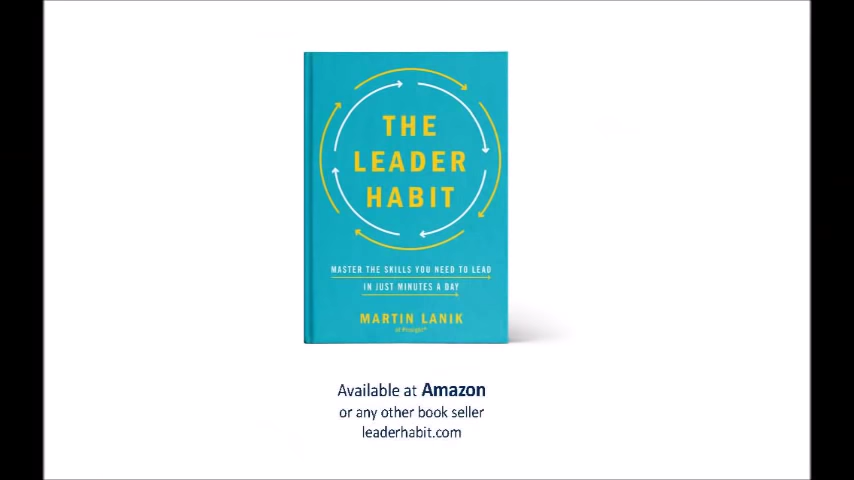 THE
LEADER
HABIT
MASTER THE SKILLS YOU NEED TO LEAD
IN JUST MINUTES A DAY
MARTIN LANIK
Available at Amazon
or any other book seller
leaderhabit.com